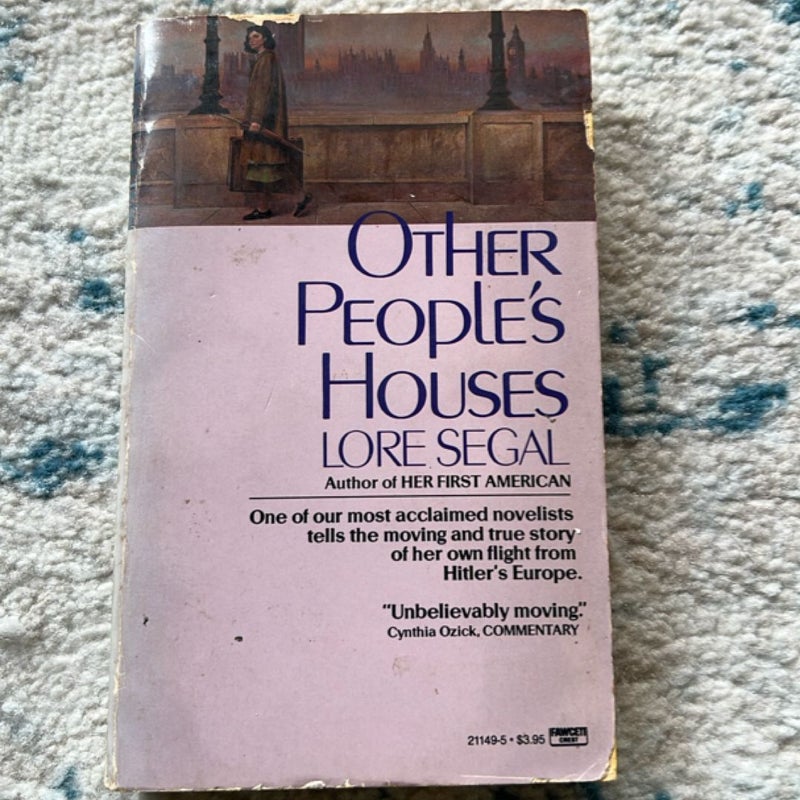 Other
People's
Houses
LORE SEGAL
Author of HER FIRST AMERICAN
One of our most acclaimed novelists
tells the moving and true story
of her own flight from
Hitler's Europe.
"Unbelievably moving."
Cynthia Ozick, COMMENTARY
21149-5 • $3.95 FAWCETT
CREST